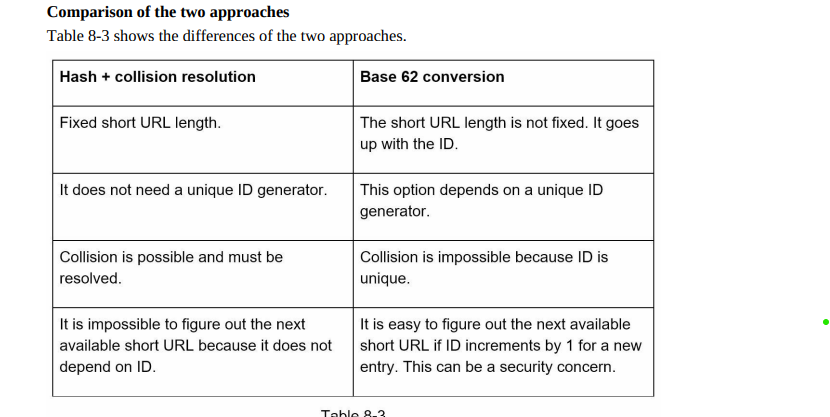 Comparison of the two approaches
Table 8-3 shows the differences of the two approaches.
Hash + collision resolution
Base 62 conversion
Fixed short URL length.
The short URL length is not fixed. It goes
up with the ID.
It does not need a unique ID generator.
This option depends on a unique ID
generator.
Collision is possible and must be
resolved.
Collision is impossible because ID is
unique.
It is impossible to figure out the next
available short URL because it does not
depend on ID.
It is easy to figure out the next available
short URL if ID increments by 1 for a new
entry. This can be a security concern.
Table 8-3